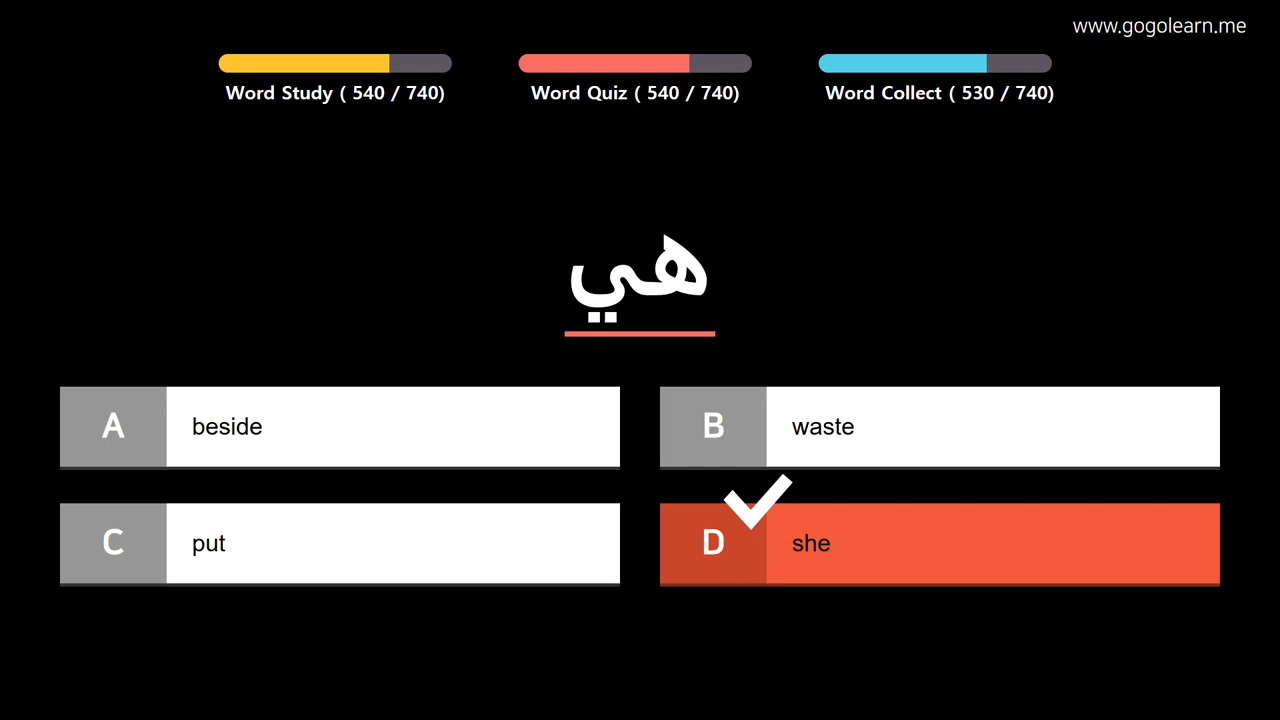 www.gogolearn.me
Word Study ( 540 / 740)
Word Quiz ( 540 / 740)
Word Collect ( 530 / 740)
هي
A beside
B waste
C put
D she